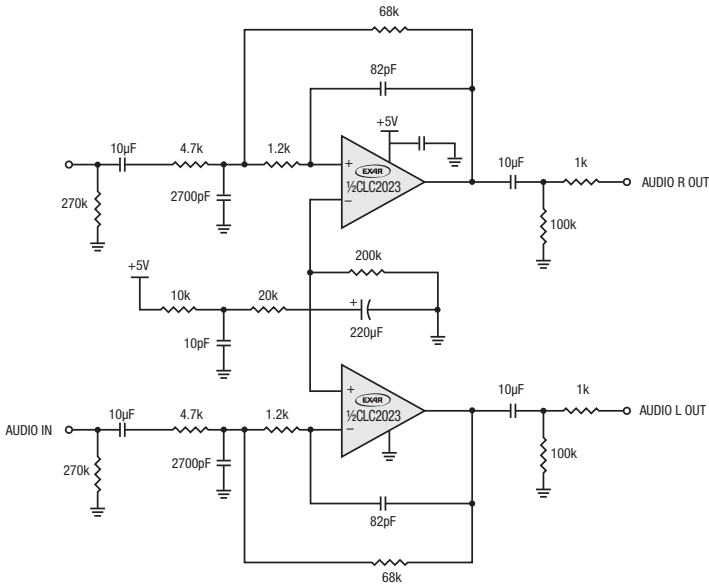 68k
82pF
+5V
10µF
4.7k
1.2k
+
EXAR
½CLC2023
−
10µF
1k
AUDIO R OUT
270k
2700pF
100k
+5V
200k
10k
20k
+
220µF
10pF
+
EXAR
½CLC2023
−
10µF
1k
AUDIO L OUT
AUDIO IN
10µF
4.7k
1.2k
270k
2700pF
100k
82pF
68k